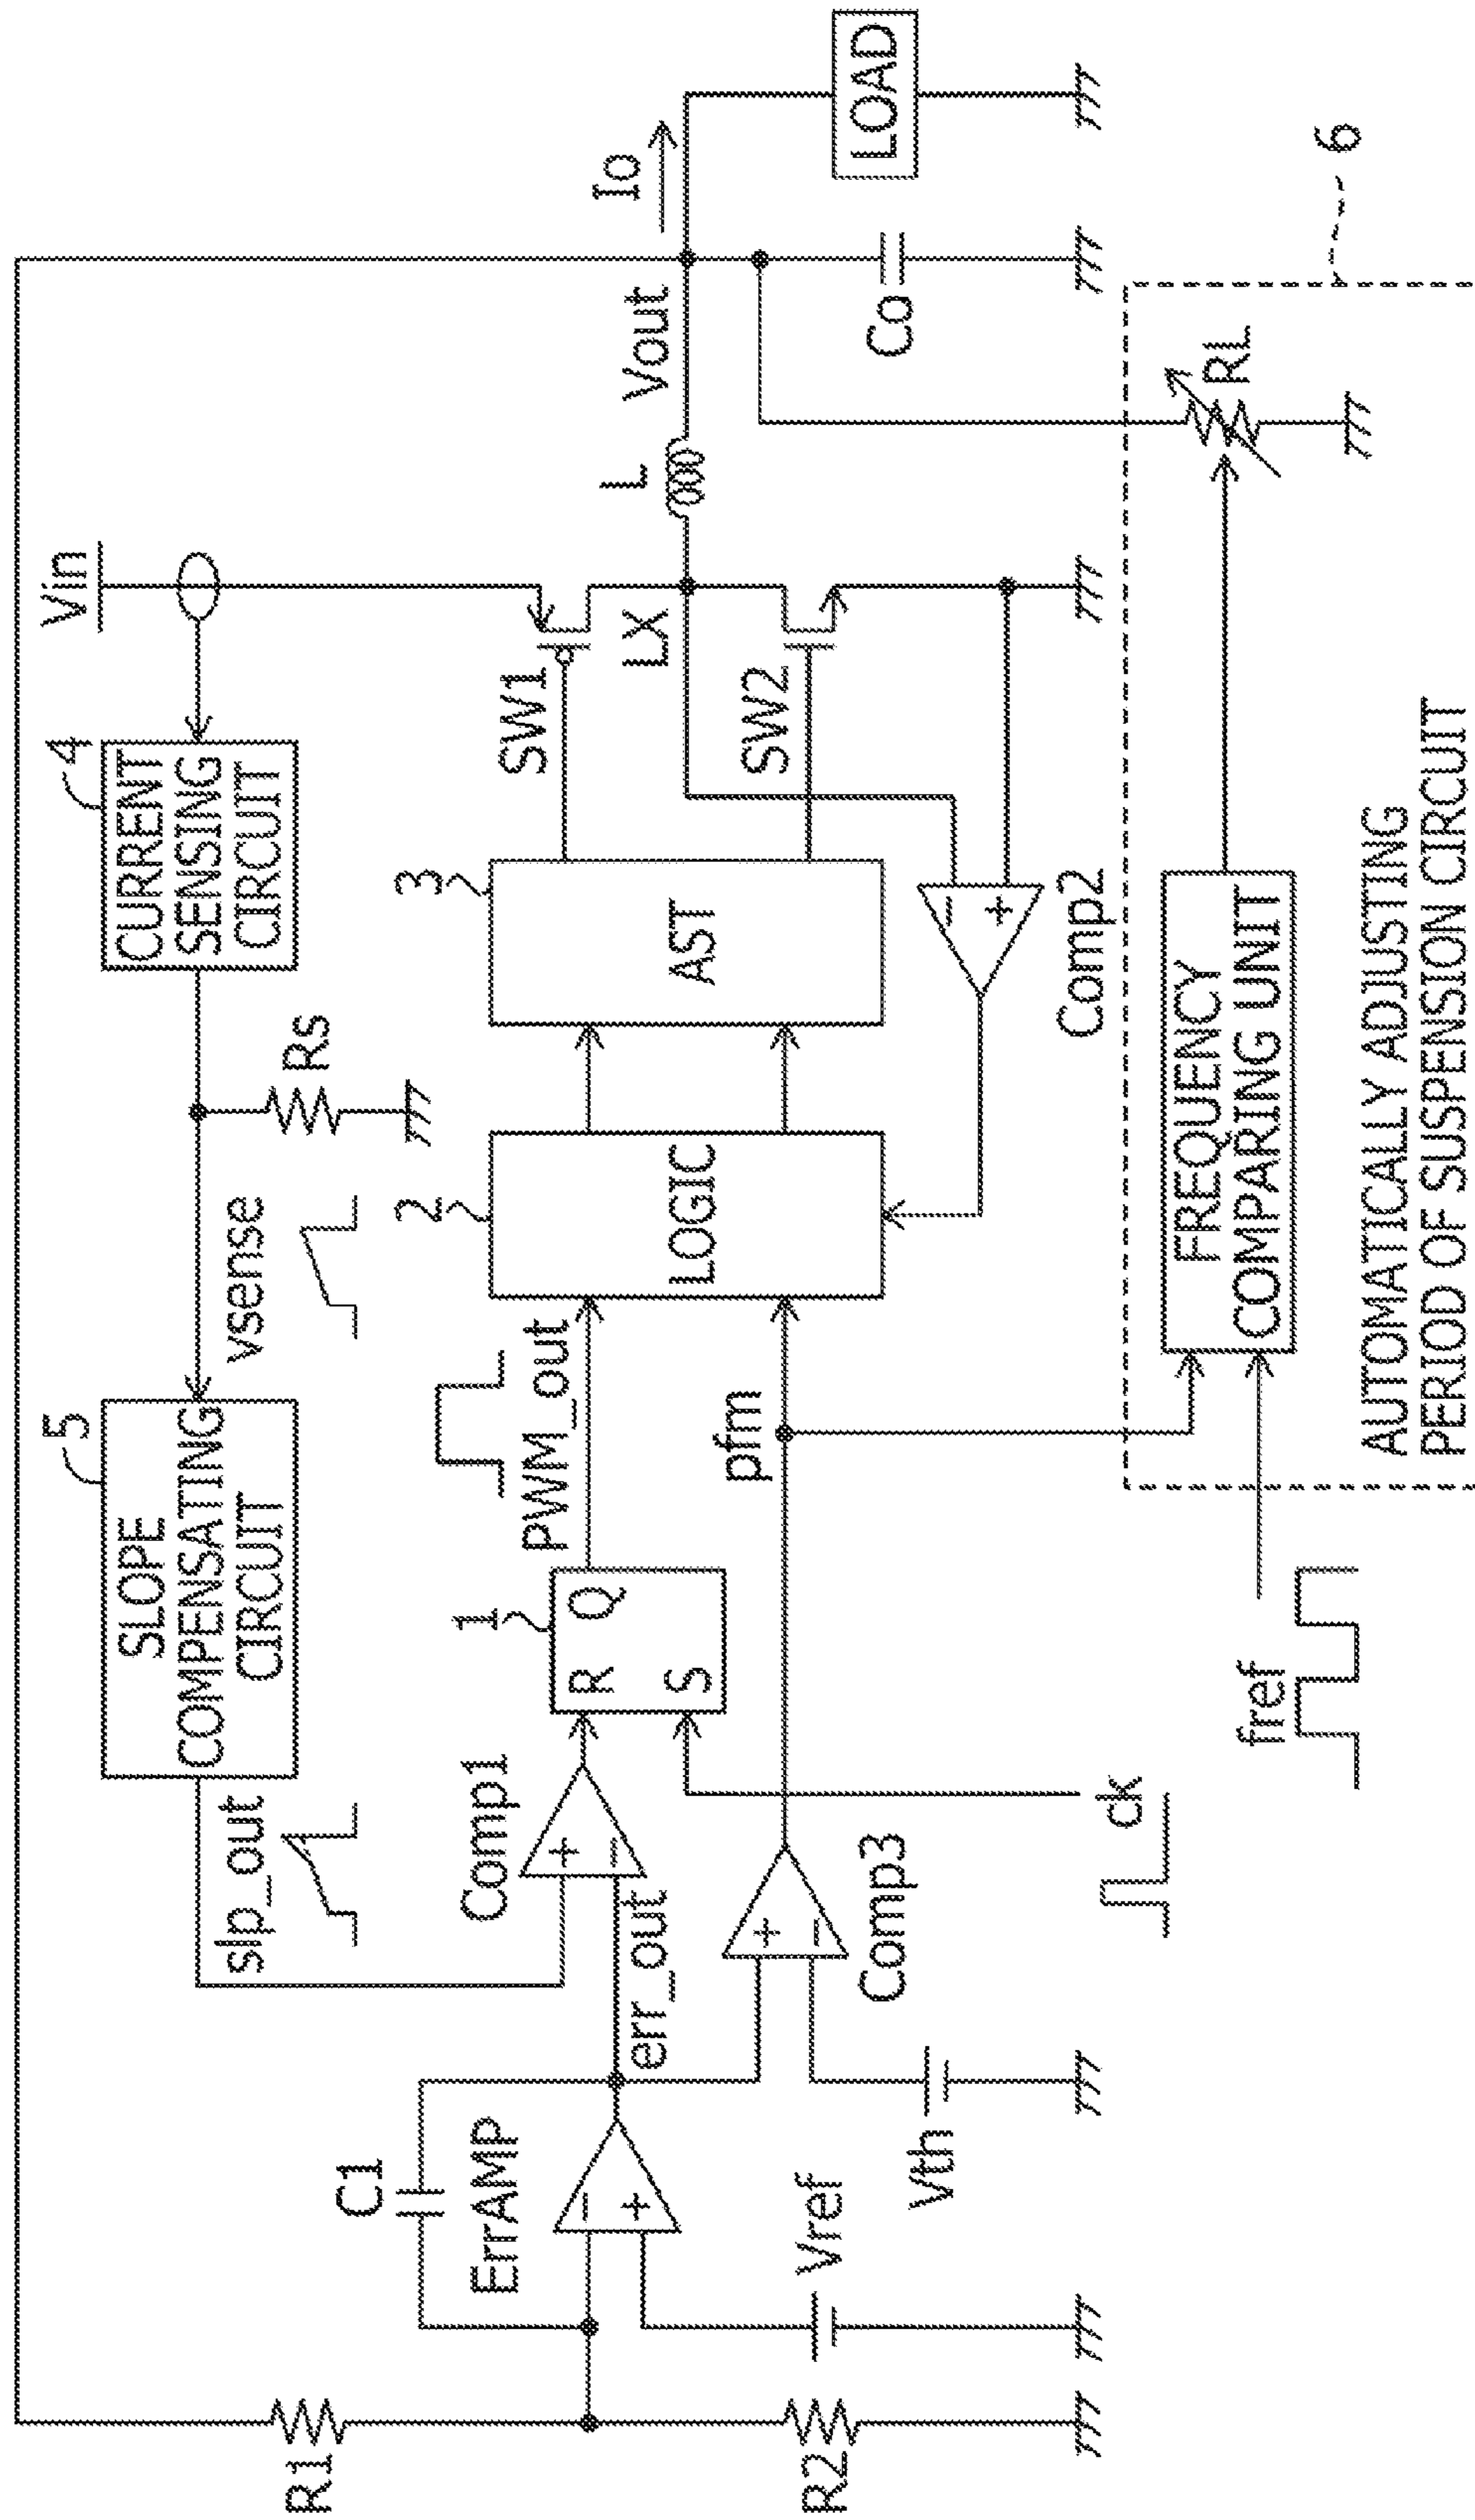 Vin
4
CURRENT
SENSING
CIRCUIT
5
SLOPE
COMPENSATING
CIRCUIT
slp_out
vsense
Rs
R1
C1
ErrAMP
err_out
Comp1
1
R Q
S
PWM_out
2
LOGIC
3
AST
SW1
LX
SW2
L
Vout
Io
LOAD
Co
R2
Vref
Vth
Comp3
ck
pfm
Comp2
fref
FREQUENCY
COMPARING UNIT
RL
6
AUTOMATICALLY ADJUSTING
PERIOD OF SUSPENSION CIRCUIT